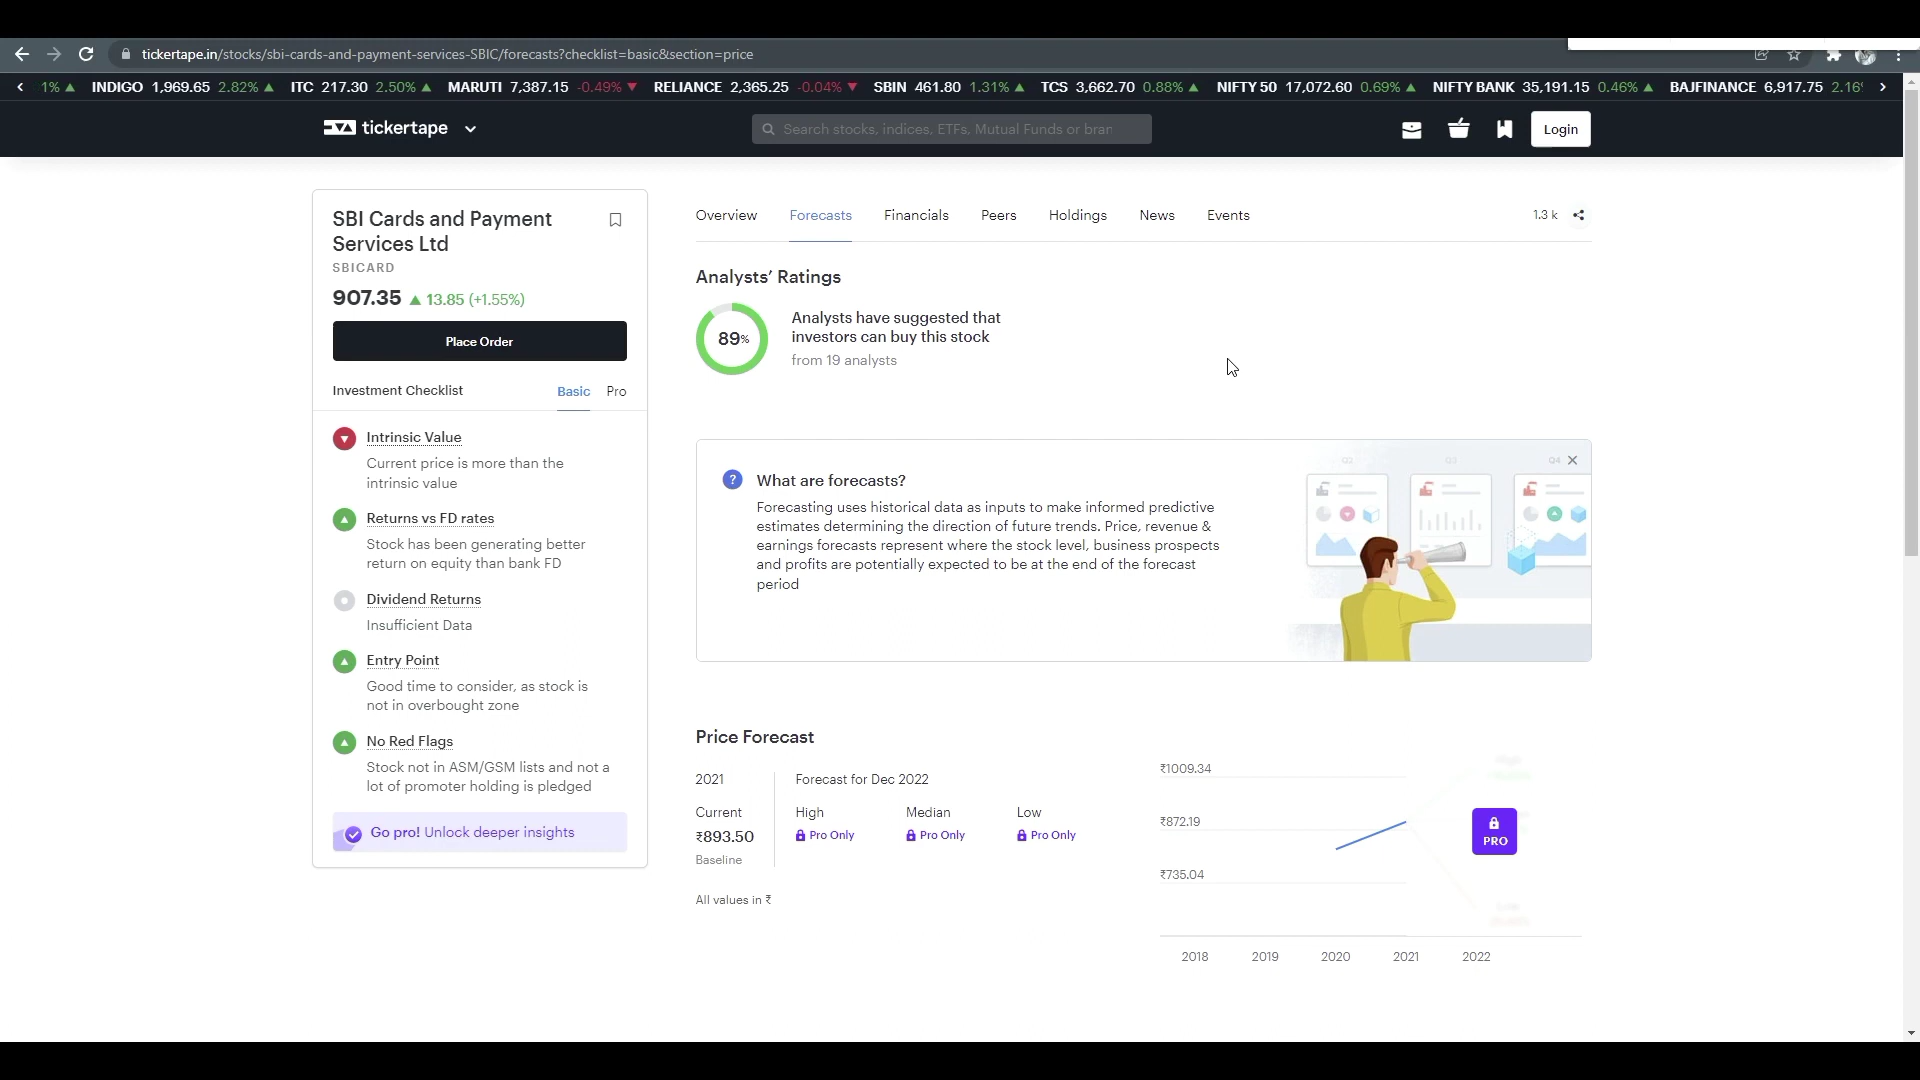 tickertape.in/stocks/sbi-cards-and-payment-services-SBIC/forecasts?checklist=basic&section=price
1% ▲ INDIGO 1,969.65 2.82% ▲ ITC 217.30 2.50% ▲ MARUTI 7,387.15 -0.49% ▼ RELIANCE 2,365.25 -0.04% ▼ SBIN 461.80 1.31% ▲ TCS 3,662.70 0.88% ▲ NIFTY 50 17,072.60 0.69% ▲ NIFTY BANK 35,191.15 0.46% ▲ BAJFINANCE 6,917.75 2.16
tickertape
Search stocks, indices, ETFs, Mutual Funds or bran
Login
SBI Cards and Payment
Services Ltd
SBICARD
907.35 ▲ 13.85 (+1.55%)
Place Order
Investment Checklist Basic Pro
Intrinsic Value
Current price is more than the
intrinsic value
Returns vs FD rates
Stock has been generating better
return on equity than bank FD
Dividend Returns
Insufficient Data
Entry Point
Good time to consider, as stock is
not in overbought zone
No Red Flags
Stock not in ASM/GSM lists and not a
lot of promoter holding is pledged
Go pro! Unlock deeper insights
Overview Forecasts Financials Peers Holdings News Events 1.3 k
Analysts' Ratings
89%
Analysts have suggested that
investors can buy this stock
from 19 analysts
What are forecasts?
Forecasting uses historical data as inputs to make informed predictive
estimates determining the direction of future trends. Price, revenue &
earnings forecasts represent where the stock level, business prospects
and profits are potentially expected to be at the end of the forecast
period
Q2 Q3 Q4
Price Forecast
2021 Forecast for Dec 2022
Current High Median Low
₹893.50 Pro Only Pro Only Pro Only
Baseline
All values in ₹
₹1009.34
₹872.19
₹735.04
PRO
2018 2019 2020 2021 2022